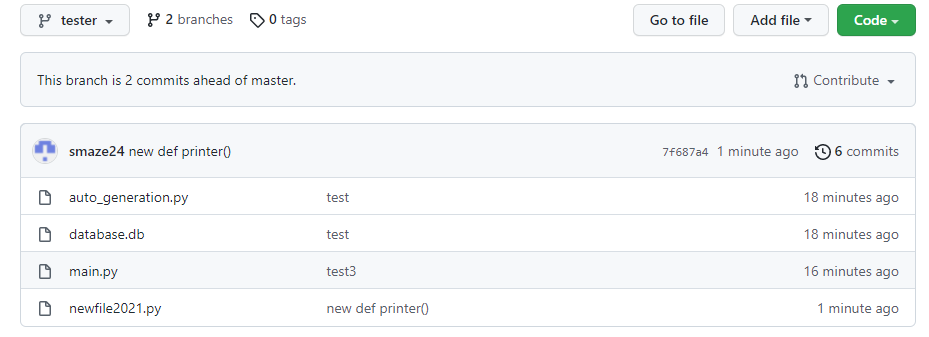 tester 2 branches 0 tags Go to file Add file Code
This branch is 2 commits ahead of master. Contribute
smaze24 new def printer() 7f687a4 1 minute ago 6 commits
auto_generation.py test 18 minutes ago
database.db test 18 minutes ago
main.py test3 16 minutes ago
newfile2021.py new def printer() 1 minute ago